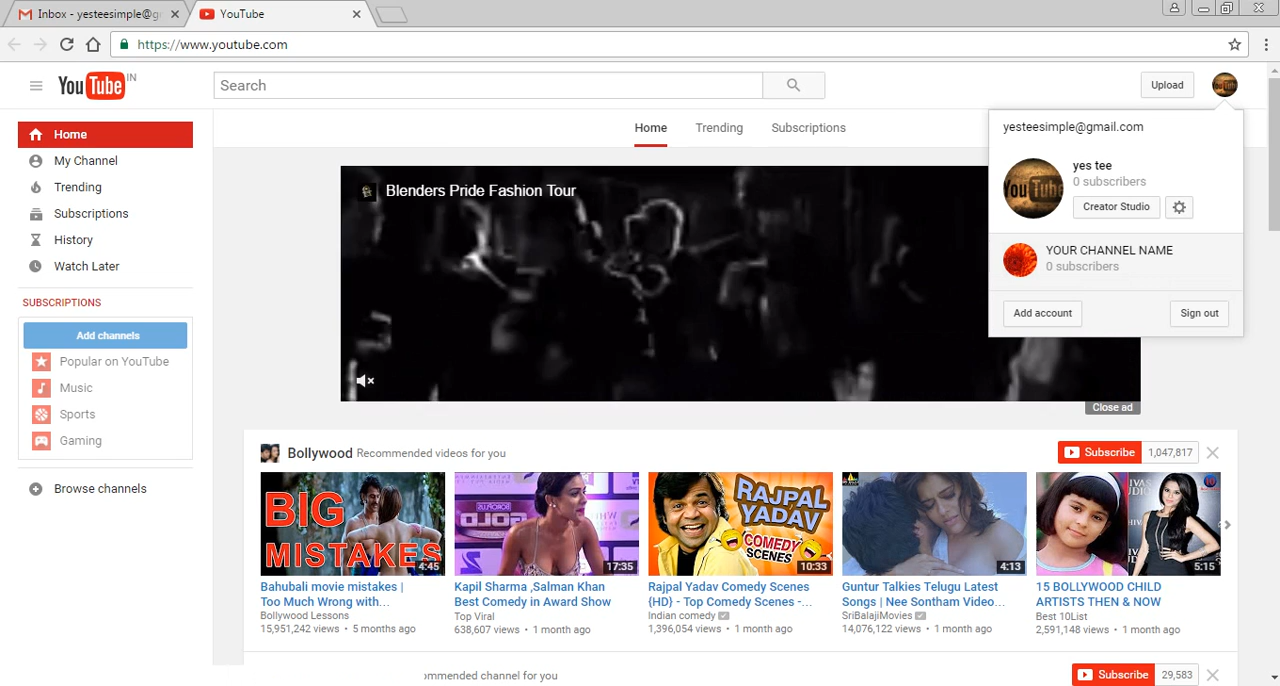 Inbox - yesteesimple@g
YouTube
https://www.youtube.com
YouTube IN
Search
Upload
Home
Trending
Subscriptions
yesteesimple@gmail.com
yes tee
0 subscribers
Creator Studio
YOUR CHANNEL NAME
0 subscribers
Add account
Sign out
Home
My Channel
Trending
Subscriptions
History
Watch Later
SUBSCRIPTIONS
Add channels
Popular on YouTube
Music
Sports
Gaming
Browse channels
Blenders Pride Fashion Tour
Close ad
Bollywood Recommended videos for you
Subscribe 1,047,817
BIG
MISTAKES
4:45
Bahubali movie mistakes |
Too Much Wrong with...
Bollywood Lessons
15,951,242 views • 5 months ago
17:35
Kapil Sharma ,Salman Khan
Best Comedy in Award Show
Top Viral
638,607 views • 1 month ago
RAJPAL
YADAV
COMEDY
SCENES
10:33
Rajpal Yadav Comedy Scenes
{HD} - Top Comedy Scenes -...
Indian comedy
1,396,054 views • 1 month ago
4:13
Guntur Talkies Telugu Latest
Songs | Nee Sontham Video...
SriBalajiMovies
14,076,122 views • 1 month ago
5:15
15 BOLLYWOOD CHILD
ARTISTS THEN & NOW
Best 10List
2,591,148 views • 1 month ago
ommended channel for you
Subscribe 29,583